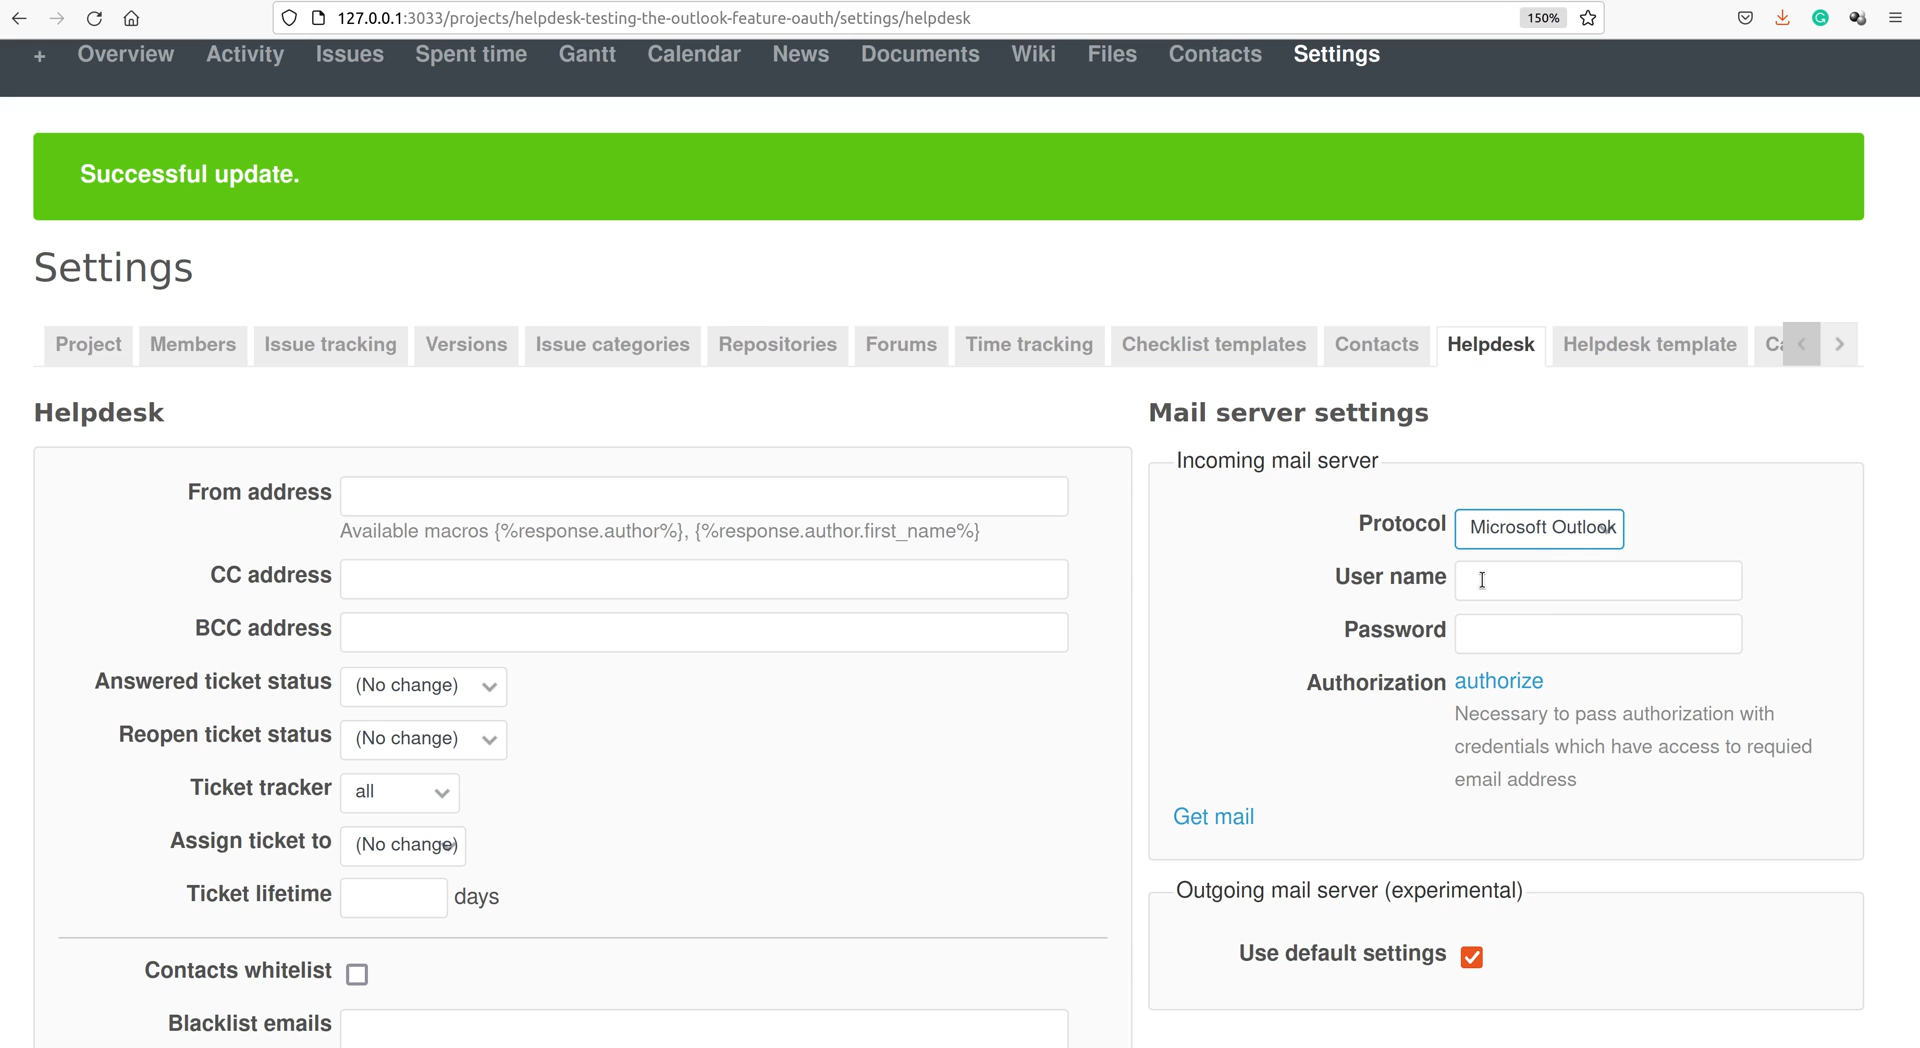 127.0.0.1:3033/projects/helpdesk-testing-the-outlook-feature-oauth/settings/helpdesk 150%
+ Overview Activity Issues Spent time Gantt Calendar News Documents Wiki Files Contacts Settings
Successful update.
Settings
Project Members Issue tracking Versions Issue categories Repositories Forums Time tracking Checklist templates Contacts Helpdesk Helpdesk template
Helpdesk
From address
Available macros {%response.author%}, {%response.author.first_name%}
CC address
BCC address
Answered ticket status (No change)
Reopen ticket status (No change)
Ticket tracker all
Assign ticket to (No change)
Ticket lifetime days
Contacts whitelist
Blacklist emails
Mail server settings
Incoming mail server
Protocol Microsoft Outlook
User name
Password
Authorization authorize
Necessary to pass authorization with
credentials which have access to requied
email address
Get mail
Outgoing mail server (experimental)
Use default settings